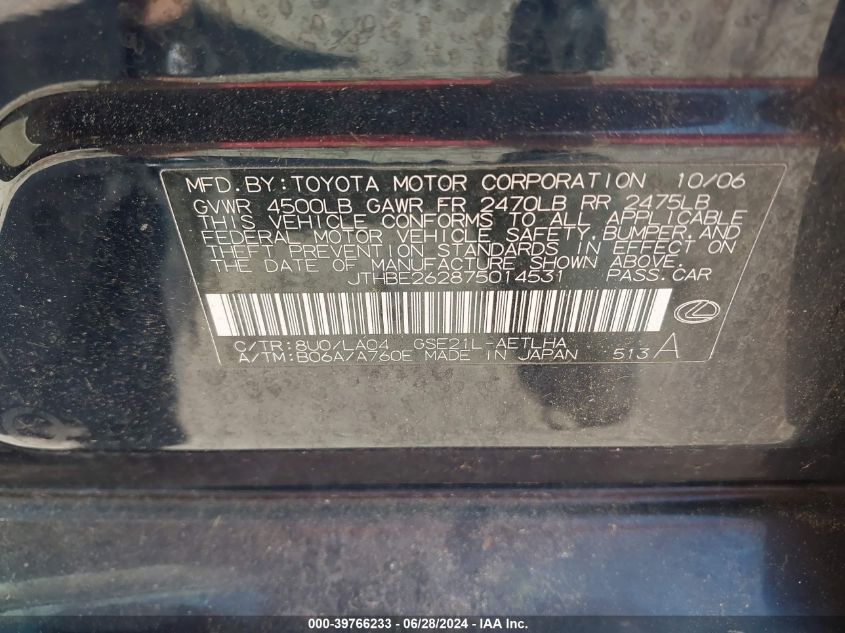 MFD.BY:TOYOTA MOTOR CORPORATION 10/06
GVWR 4500LB GAWR FR 2470LB RR 2475LB
THIS VEHICLE CONFORMS TO ALL APPLICABLE
FEDERAL MOTOR VEHICLE SAFETY,BUMPER,AND
THEFT PREVENTION STANDARDS IN EFFECT ON
THE DATE OF MANUFACTURE SHOWN ABOVE.
JTHBE262875014531 PASS.CAR
C/TR:8U0/LA04 GSE21L-AETLHA
A/TM:B06A/A760E MADE IN JAPAN 513A
000-39766233 - 06/28/2024 - IAA Inc.